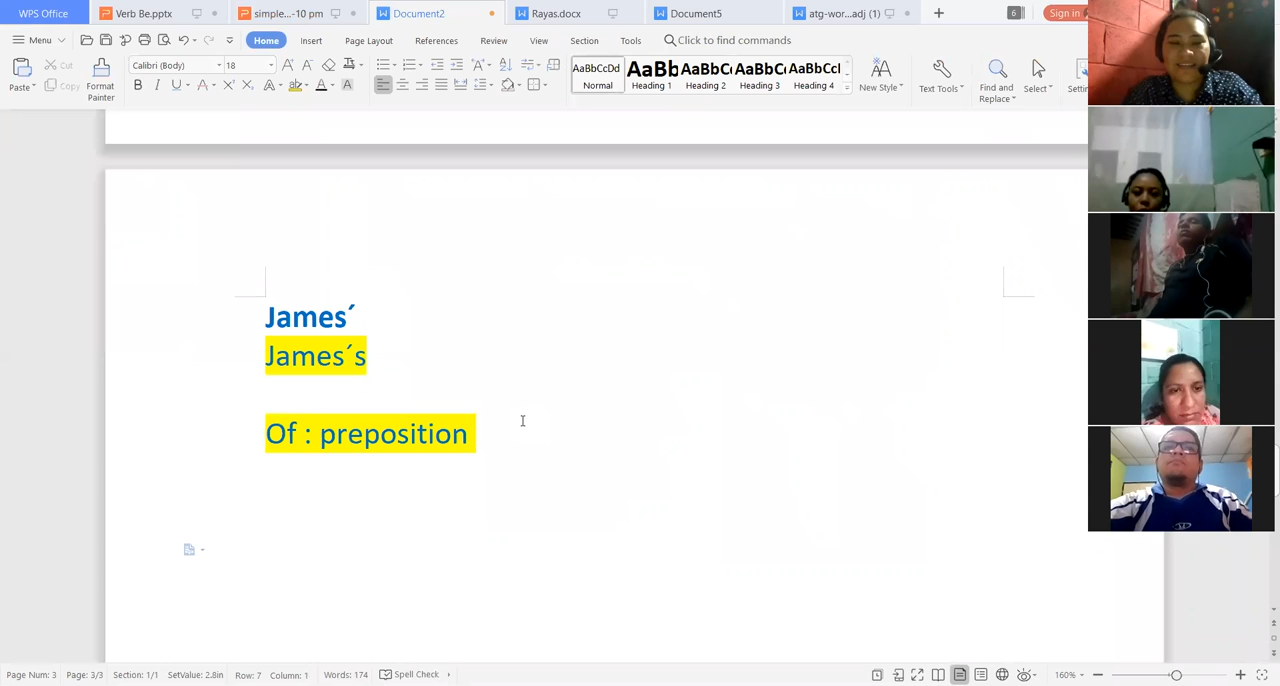 WPS Office
Verb Be.pptx
simple...-10 pm
Document2
Rayas.docx
Document5
atg-wor...adj (1)
6
Sign in
Menu
Home
Insert
Page Layout
References
Review
View
Section
Tools
Click to find commands
Paste
Cut
Copy
Format
Painter
Calibri (Body)
18
B I U
AaBbCcDd
Normal
AaBb
Heading 1
AaBbC
Heading 2
AaBbC
Heading 3
AaBbCcI
Heading 4
New Style
Text Tools
Find and
Replace
Select
James´
James´s
Of : preposition
Page Num: 3
Page: 3/3
Section: 1/1
SetValue: 2.8in
Row: 7
Column: 1
Words: 174
Spell Check
160%